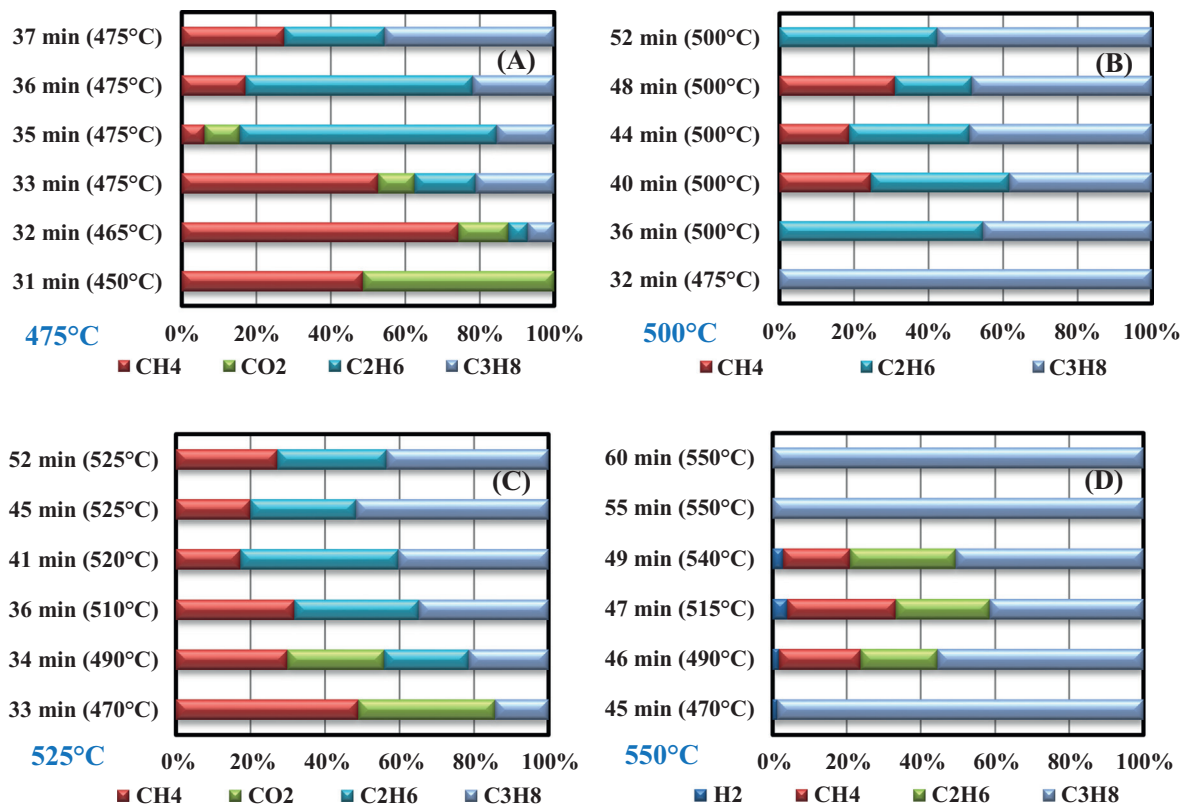 37 min (475°C)
(A)
36 min (475°C)
35 min (475°C)
33 min (475°C)
32 min (465°C)
31 min (450°C)
0% 20% 40% 60% 80% 100%
475°C
CH4 CO2 C2H6 C3H8
52 min (500°C)
(B)
48 min (500°C)
44 min (500°C)
40 min (500°C)
36 min (500°C)
32 min (475°C)
0% 20% 40% 60% 80% 100%
500°C
CH4 C2H6 C3H8
52 min (525°C)
(C)
45 min (525°C)
41 min (520°C)
36 min (510°C)
34 min (490°C)
33 min (470°C)
0% 20% 40% 60% 80% 100%
525°C
CH4 CO2 C2H6 C3H8
60 min (550°C)
(D)
55 min (550°C)
49 min (540°C)
47 min (515°C)
46 min (490°C)
45 min (470°C)
0% 20% 40% 60% 80% 100%
550°C
H2 CH4 C2H6 C3H8